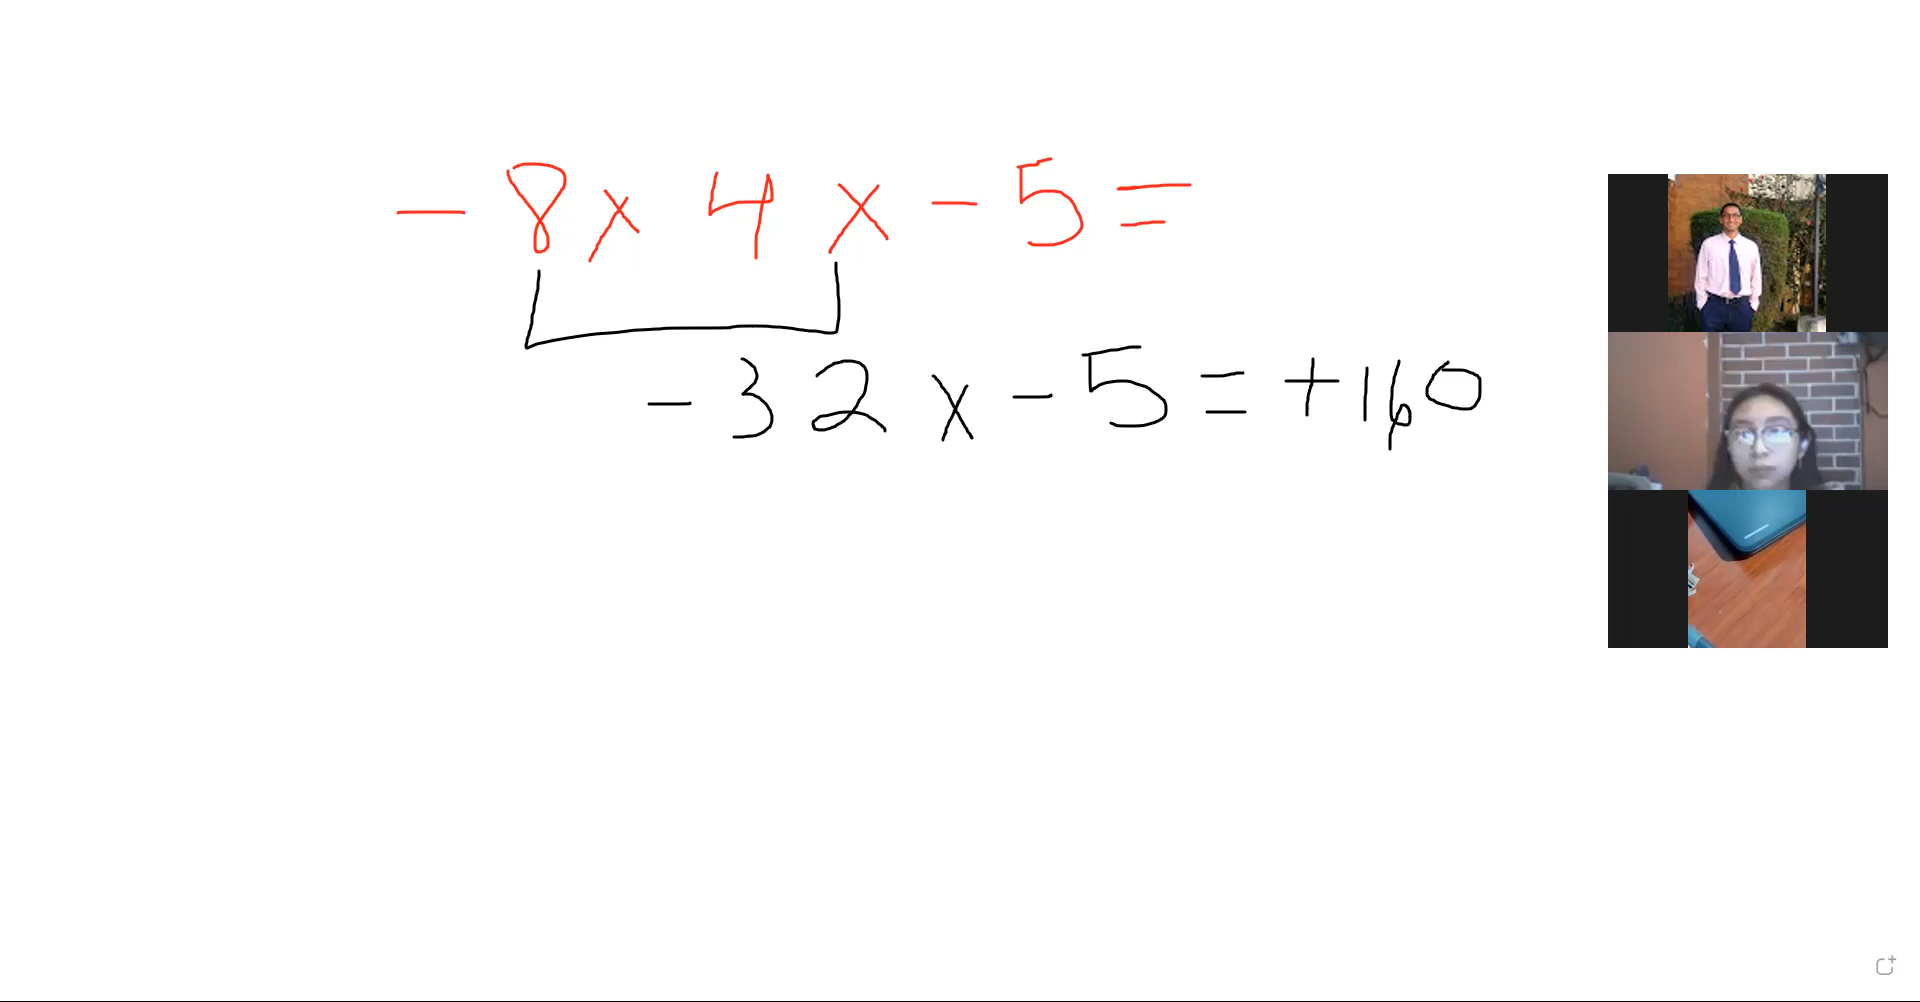 - 8 x 4 x - 5 =
- 32 x - 5 = + 160